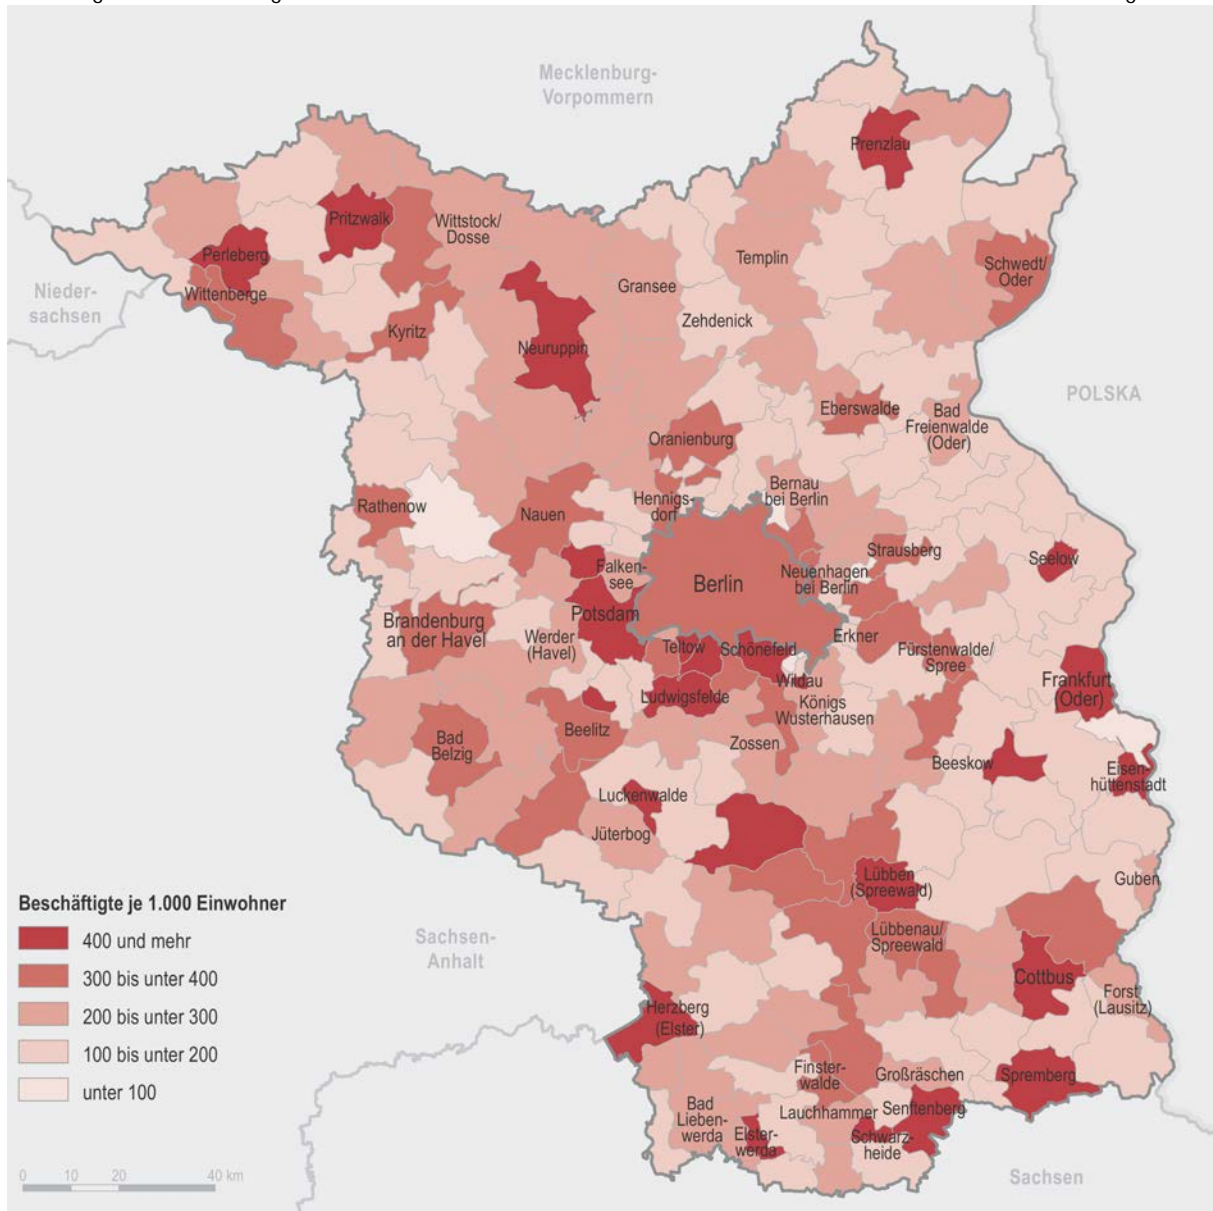 Mecklenburg-
Vorpommern
Prenzlau
Pritzwalk
Wittstock/
Dosse
Perleberg
Templin
Schwedt/
Oder
Nieder-
sachsen
Wittenberge
Gransee
Zehdenick
Kyritz
Neuruppin
POLSKA
Eberswalde
Bad
Freienwalde
(Oder)
Oranienburg
Rathenow
Nauen
Hennigs-
dorf
Bernau
bei Berlin
Strausberg
Seelow
Falken-
see
Berlin
Neuenhagen
bei Berlin
Brandenburg
an der Havel
Potsdam
Werder
(Havel)
Teltow
Schönefeld
Erkner
Fürstenwalde/
Spree
Frankfurt
(Oder)
Wildau
Ludwigsfelde
Königs
Wusterhausen
Bad
Belzig
Beelitz
Zossen
Beeskow
Eisen-
hüttenstadt
Luckenwalde
Jüterbog
Lübben
(Spreewald)
Guben
Beschäftigte je 1.000 Einwohner
400 und mehr
300 bis unter 400
200 bis unter 300
100 bis unter 200
unter 100
Sachsen-
Anhalt
Lübbenau/
Spreewald
Cottbus
Forst
(Lausitz)
Herzberg
(Elster)
Finster-
walde
Großräschen
Spremberg
Bad
Lieben-
werda
Lauchhammer
Senftenberg
Elster-
werda
Schwarz-
heide
Sachsen
0 10 20 40 km